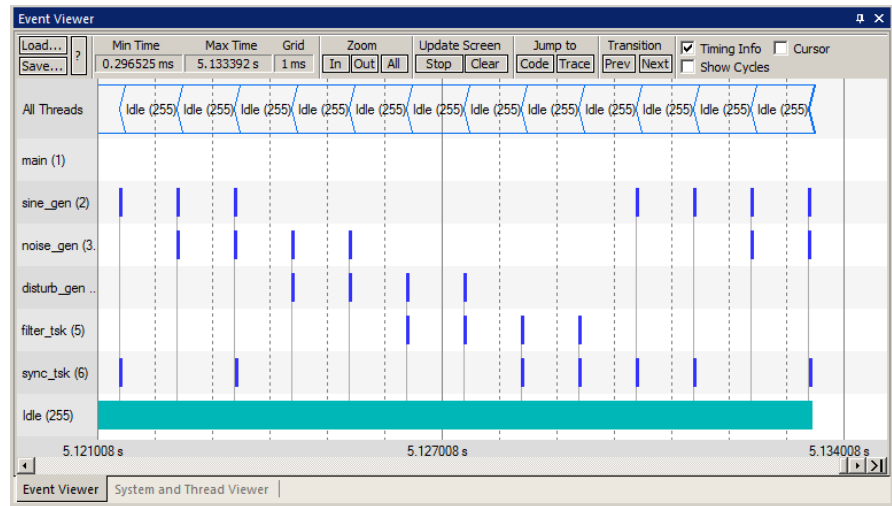 Event Viewer
Load... ? Min Time Max Time Grid Zoom Update Screen Jump to Transition Timing Info Cursor
Save... 0.296525 ms 5.133392 s 1 ms In Out All Stop Clear Code Trace Prev Next Show Cycles
All Threads Idle (255) Idle (255) Idle (255) Idle (255) Idle (255) Idle (255) Idle (255) Idle (255) Idle (255) Idle (255) Idle (255) Idle (255)
main (1)
sine_gen (2)
noise_gen (3.
disturb_gen ..
filter_tsk (5)
sync_tsk (6)
Idle (255)
5.121008 s 5.127008 s 5.134008 s
Event Viewer System and Thread Viewer